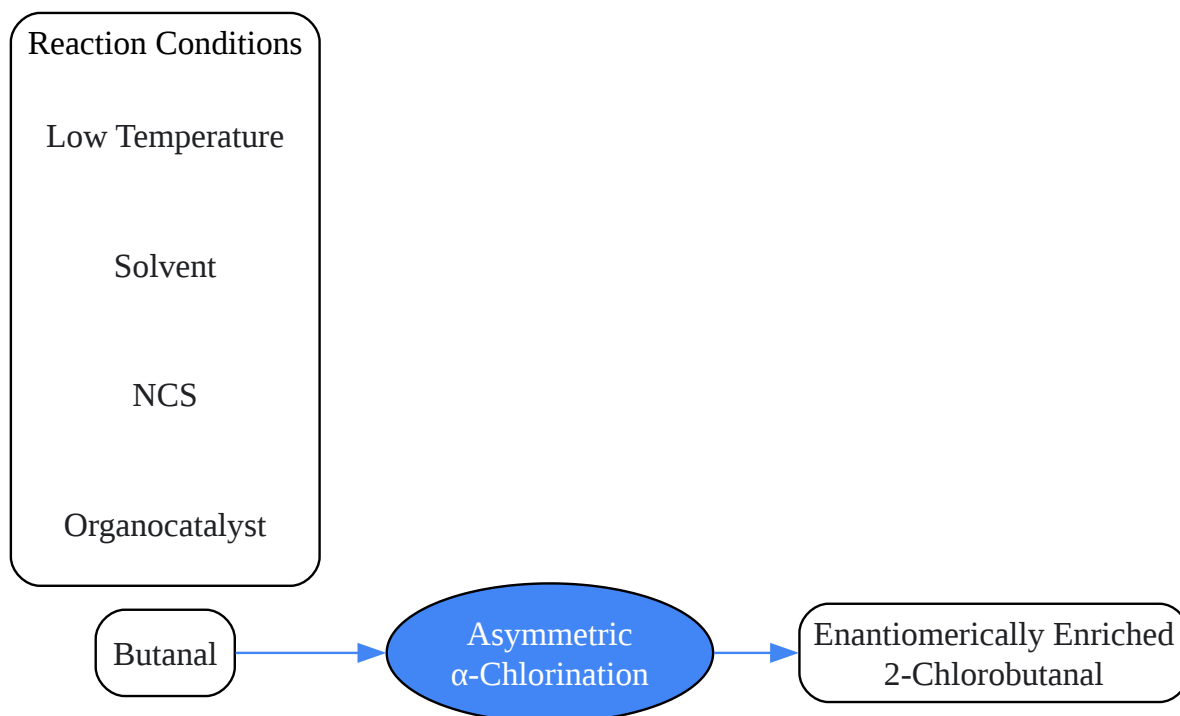 Reaction Conditions
Low Temperature
Solvent
NCS
Organocatalyst
Butanal
Asymmetric
α-Chlorination
Enantiomerically Enriched
2-Chlorobutanal